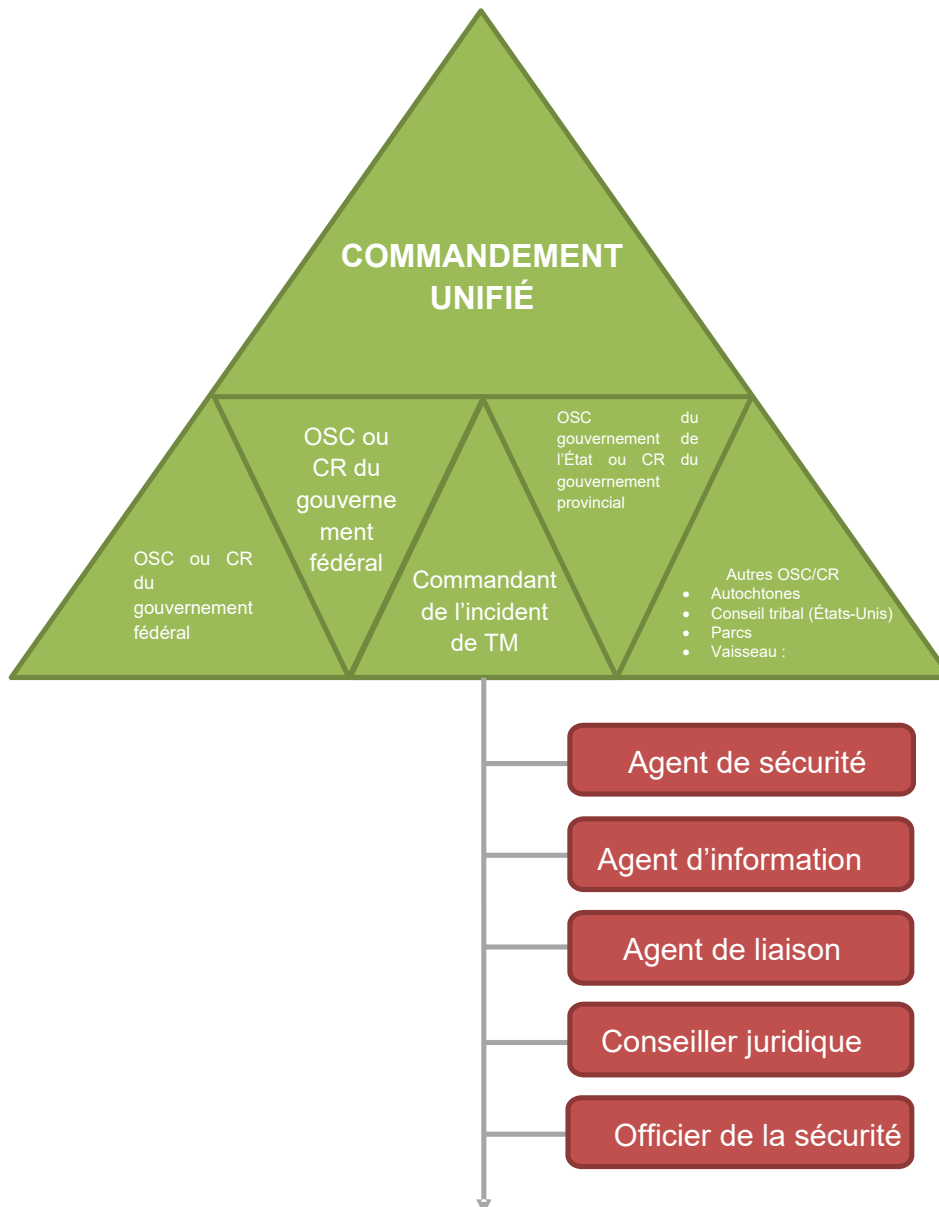 COMMANDEMENT
UNIFIÉ
OSC ou CR
du
gouvernement
fédéral
OSC ou
CR du
gouverne
ment
fédéral
Commandant
de l’incident
de TM
OSC du
gouvernement de
l’État ou CR du
gouvernement
provincial
Autres OSC/CR
• Autochtones
• Conseil tribal (États-Unis)
• Parcs
• Vaisseau :
Agent de sécurité
Agent d’information
Agent de liaison
Conseiller juridique
Officier de la sécurité